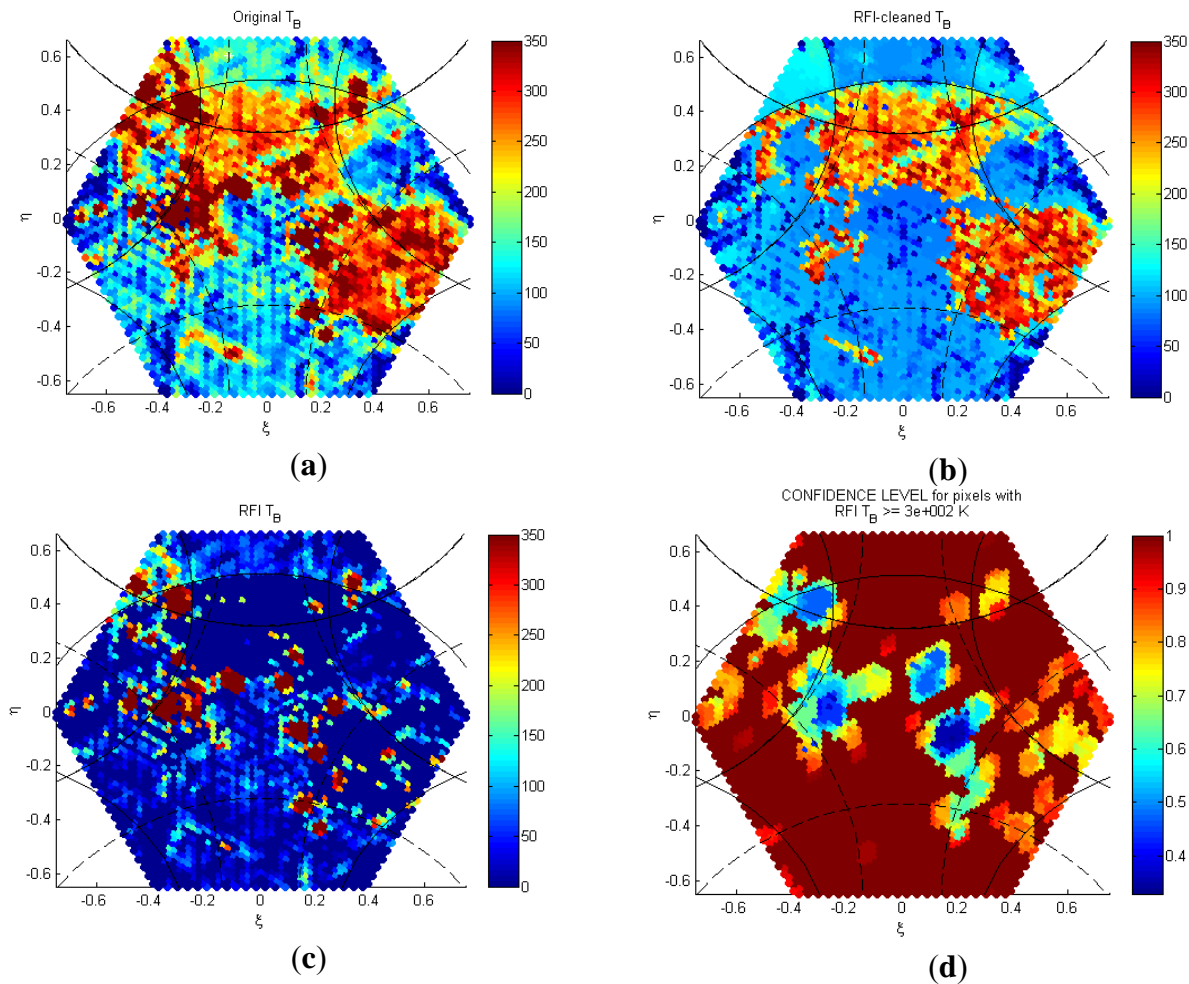 Original T_B
0.6
0.4
0.2
0
-0.2
-0.4
-0.6
η
-0.6 -0.4 -0.2 0 0.2 0.4 0.6
ξ
350
300
250
200
150
100
50
0
(a)
RFI-cleaned T_B
0.6
0.4
0.2
0
-0.2
-0.4
-0.6
η
-0.6 -0.4 -0.2 0 0.2 0.4 0.6
ξ
350
300
250
200
150
100
50
0
(b)
RFI T_B
0.6
0.4
0.2
0
-0.2
-0.4
-0.6
η
-0.6 -0.4 -0.2 0 0.2 0.4 0.6
ξ
350
300
250
200
150
100
50
0
(c)
CONFIDENCE LEVEL for pixels with
RFI T_B >= 3e+002 K
0.6
0.4
0.2
0
-0.2
-0.4
-0.6
η
-0.6 -0.4 -0.2 0 0.2 0.4 0.6
ξ
1
0.9
0.8
0.7
0.6
0.5
0.4
(d)